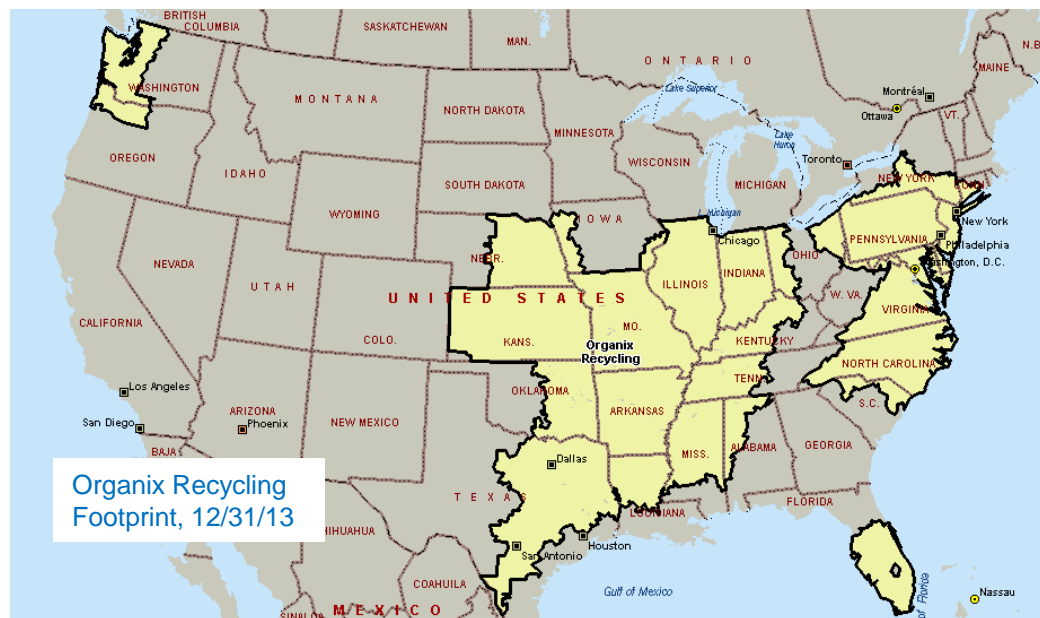 BRITISH
COLUMBIA
SASKATCHEWAN
MAN.
ONTARIO
N.B.
MAINE
Montréal
Ottawa
VT.
Lake Superior
Lake
Huron
Toronto
WASHINGTON
MONTANA
NORTH DAKOTA
MINNESOTA
OREGON
IDAHO
SOUTH DAKOTA
WISCONSIN
MICHIGAN
NEW YORK
CONN.
WYOMING
IOWA
L. Michigan
Chicago
New York
NEBR.
PENNSYLVANIA
Philadelphia
Washington, D.C.
NEVADA
UTAH
OHIO
INDIANA
ILLINOIS
W. VA.
UNITED STATES
CALIFORNIA
COLO.
KANS.
MO.
VIRGINIA
KENTUCKY
Organix
Recycling
NORTH CAROLINA
TENN.
Los Angeles
OKLAHOMA
ARKANSAS
S.C.
ARIZONA
Phoenix
NEW MEXICO
San Diego
BAJA
MISS.
ALABAMA
GEORGIA
Dallas
TEXAS
LOUISIANA
FLORIDA
Organix Recycling
Footprint, 12/31/13
CHIHUAHUA
Houston
San Antonio
COAHUILA
Gulf of Mexico
of Florida
Nassau
MEXICO